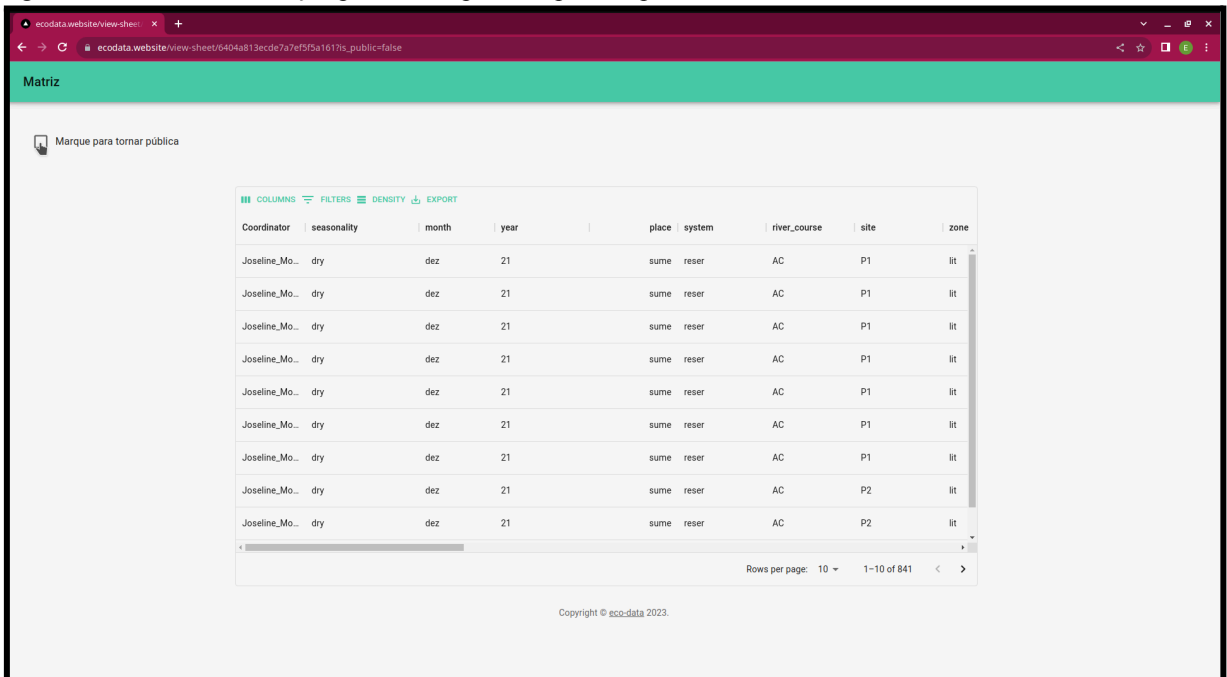 ecodata.website/view-sheet/
ecodata.website/view-sheet/6404a813ecde7a7ef5f5a161?is_public=false
E
Matriz
Marque para tornar pública
COLUMNS FILTERS DENSITY EXPORT
Coordinator seasonality month year place system river_course site zone
Joseline_Mo... dry dez 21 sume reser AC P1 lit
Joseline_Mo... dry dez 21 sume reser AC P1 lit
Joseline_Mo... dry dez 21 sume reser AC P1 lit
Joseline_Mo... dry dez 21 sume reser AC P1 lit
Joseline_Mo... dry dez 21 sume reser AC P1 lit
Joseline_Mo... dry dez 21 sume reser AC P1 lit
Joseline_Mo... dry dez 21 sume reser AC P1 lit
Joseline_Mo... dry dez 21 sume reser AC P2 lit
Joseline_Mo... dry dez 21 sume reser AC P2 lit
Rows per page: 10 1–10 of 841
Copyright © eco-data 2023.